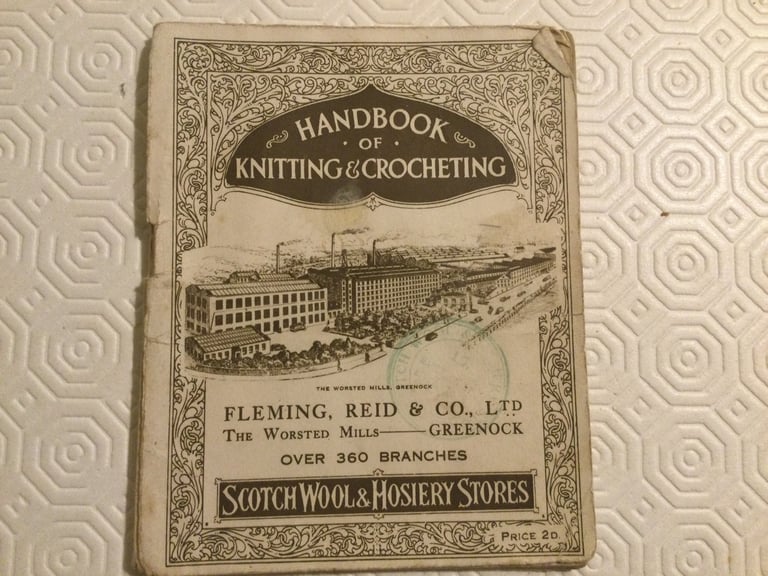 HANDBOOK
· OF ·
KNITTING & CROCHETING
THE WORSTED MILLS, GREENOCK
FLEMING, REID & CO., LTD
THE WORSTED MILLS—GREENOCK
OVER 360 BRANCHES
SCOTCH WOOL & HOSIERY STORES
PRICE 2D.